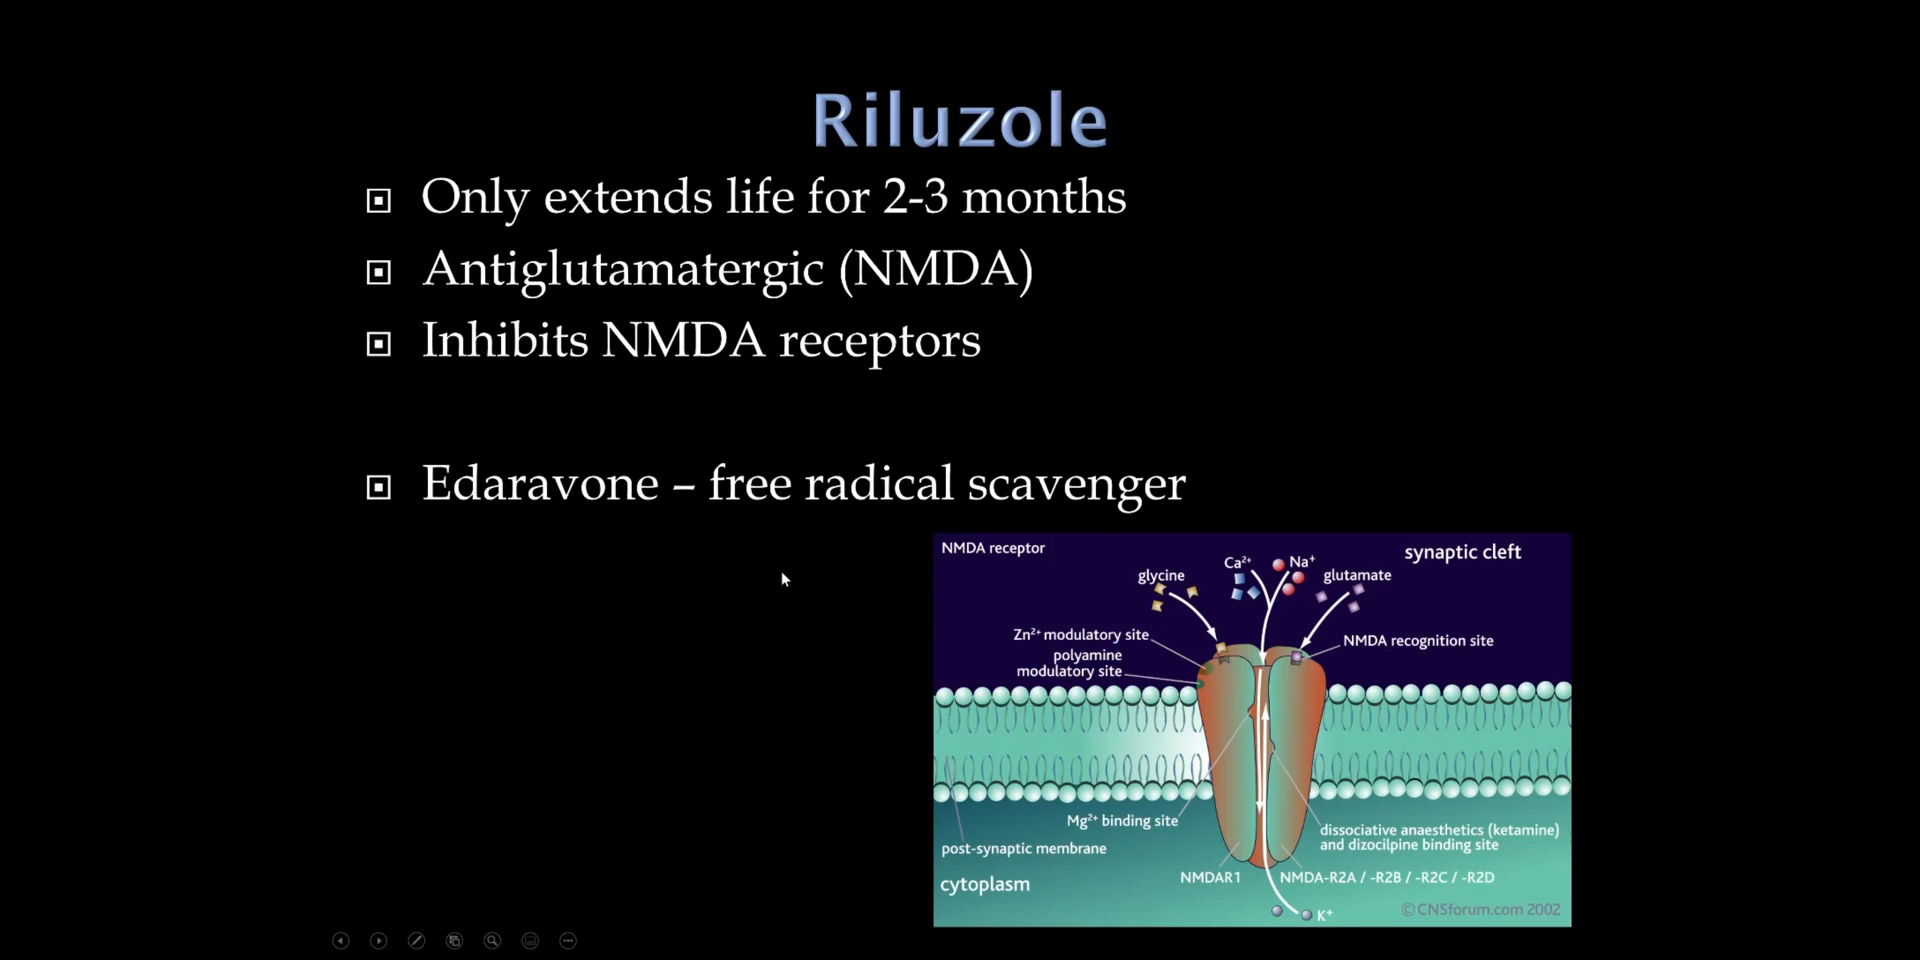 Riluzole
Only extends life for 2-3 months
Antiglutamatergic (NMDA)
Inhibits NMDA receptors
Edaravone – free radical scavenger
NMDA receptor
synaptic cleft
Ca²⁺
Na⁺
glycine
glutamate
Zn²⁺ modulatory site
NMDA recognition site
polyamine
modulatory site
Mg²⁺ binding site
dissociative anaesthetics (ketamine)
and dizocilpine binding site
post-synaptic membrane
NMDAR1
NMDA-R2A / -R2B / -R2C / -R2D
cytoplasm
K⁺
©CNSforum.com 2002